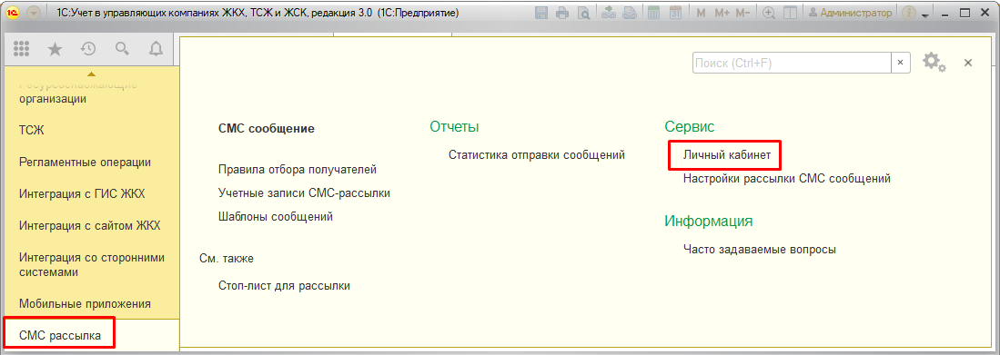 1С:Учет в управляющих компаниях ЖКХ, ТСЖ и ЖСК, редакция 3.0 (1С:Предприятие)
M M+ M-
Администратор
Поиск (Ctrl+F)
Ресурсоснабжающие
организации
ТСЖ
Регламентные операции
Интеграция с ГИС ЖКХ
Интеграция с сайтом ЖКХ
Интеграция со сторонними
системами
Мобильные приложения
СМС рассылка
СМС сообщение
Правила отбора получателей
Учетные записи СМС-рассылки
Шаблоны сообщений
См. также
Стоп-лист для рассылки
Отчеты
Статистика отправки сообщений
Сервис
Личный кабинет
Настройки рассылки СМС сообщений
Информация
Часто задаваемые вопросы